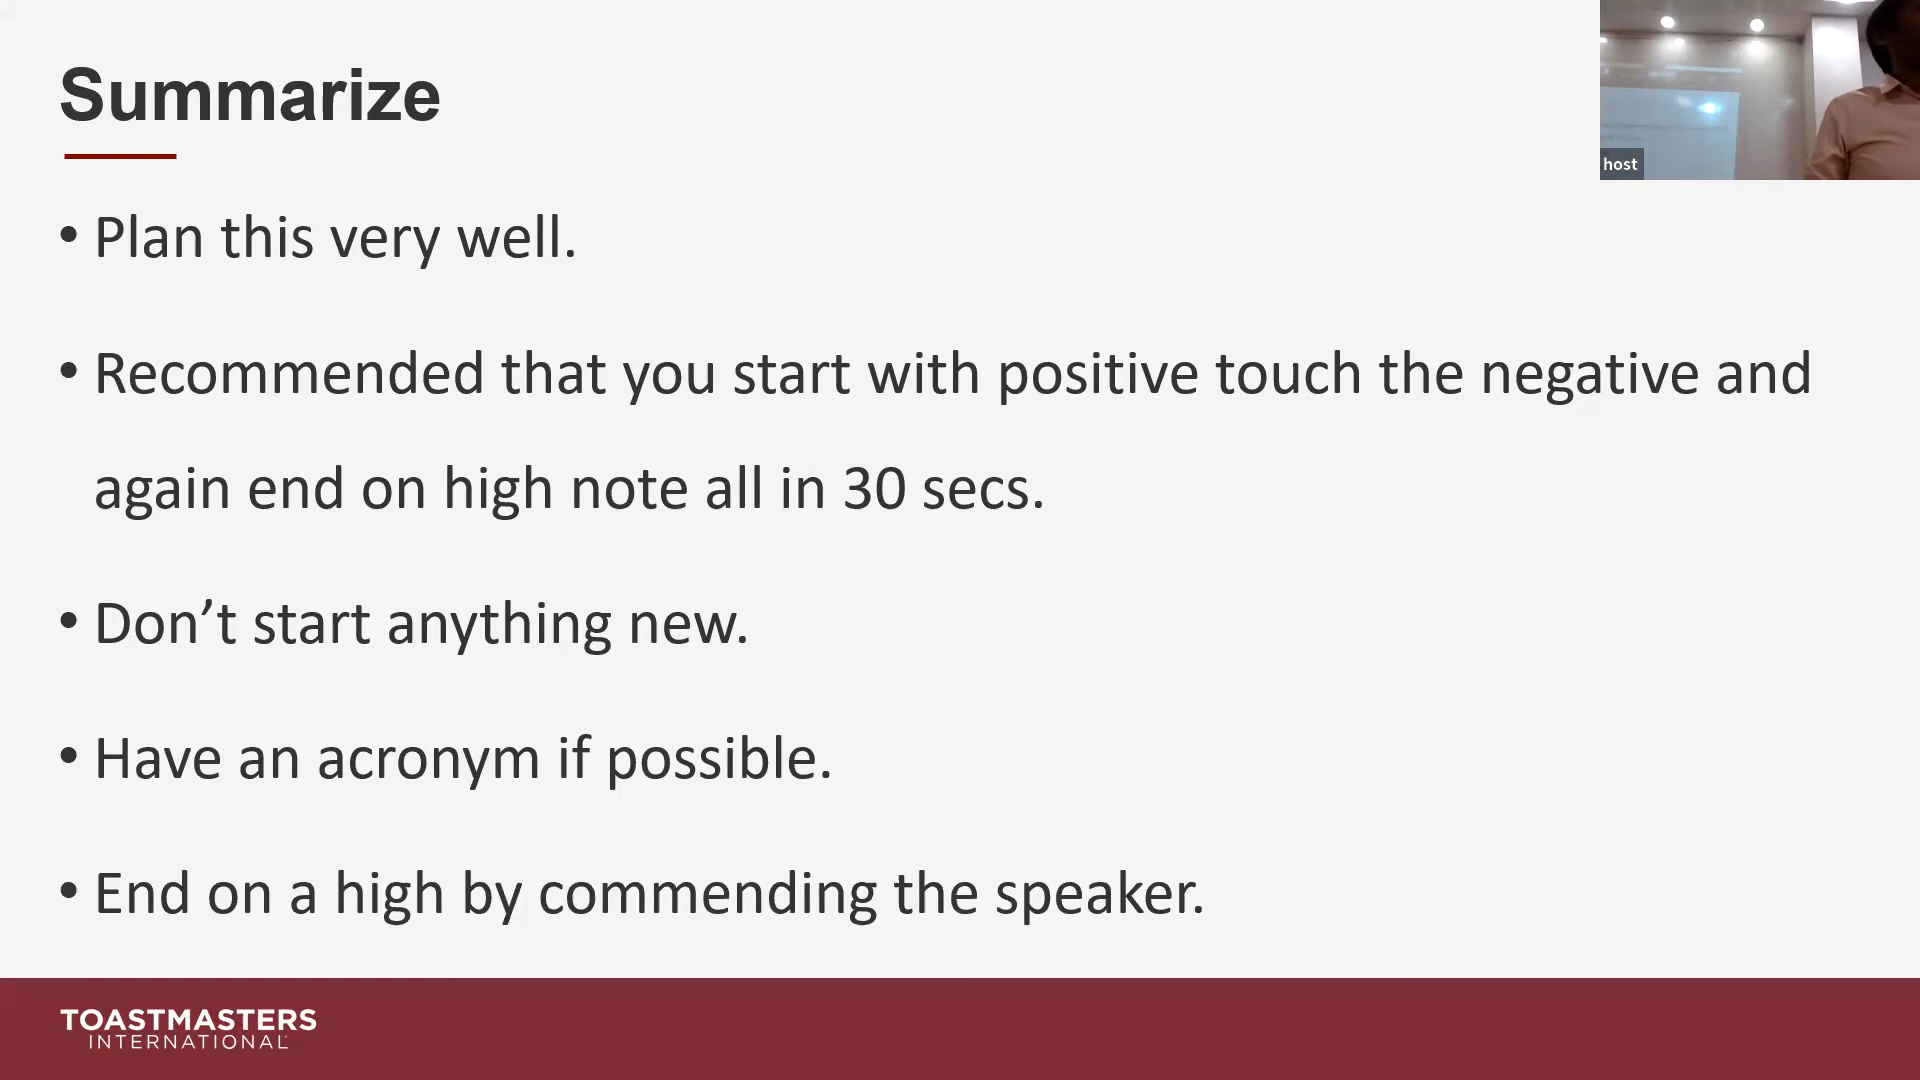 Summarize
host
• Plan this very well.
• Recommended that you start with positive touch the negative and
again end on high note all in 30 secs.
• Don’t start anything new.
• Have an acronym if possible.
• End on a high by commending the speaker.
TOASTMASTERS
INTERNATIONAL